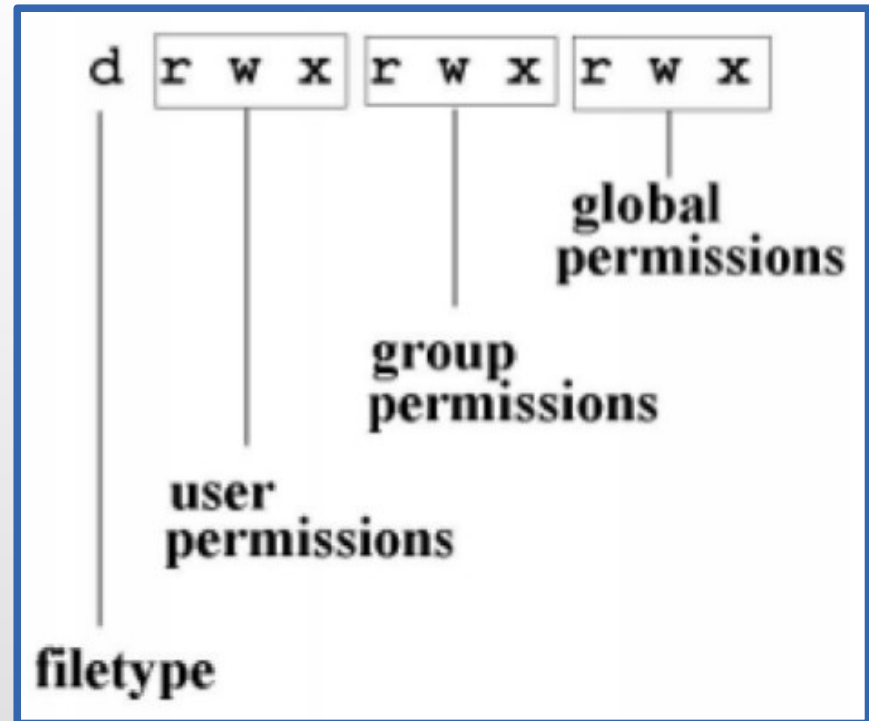 d r w x r w x r w x
global
permissions
group
permissions
user
permissions
filetype